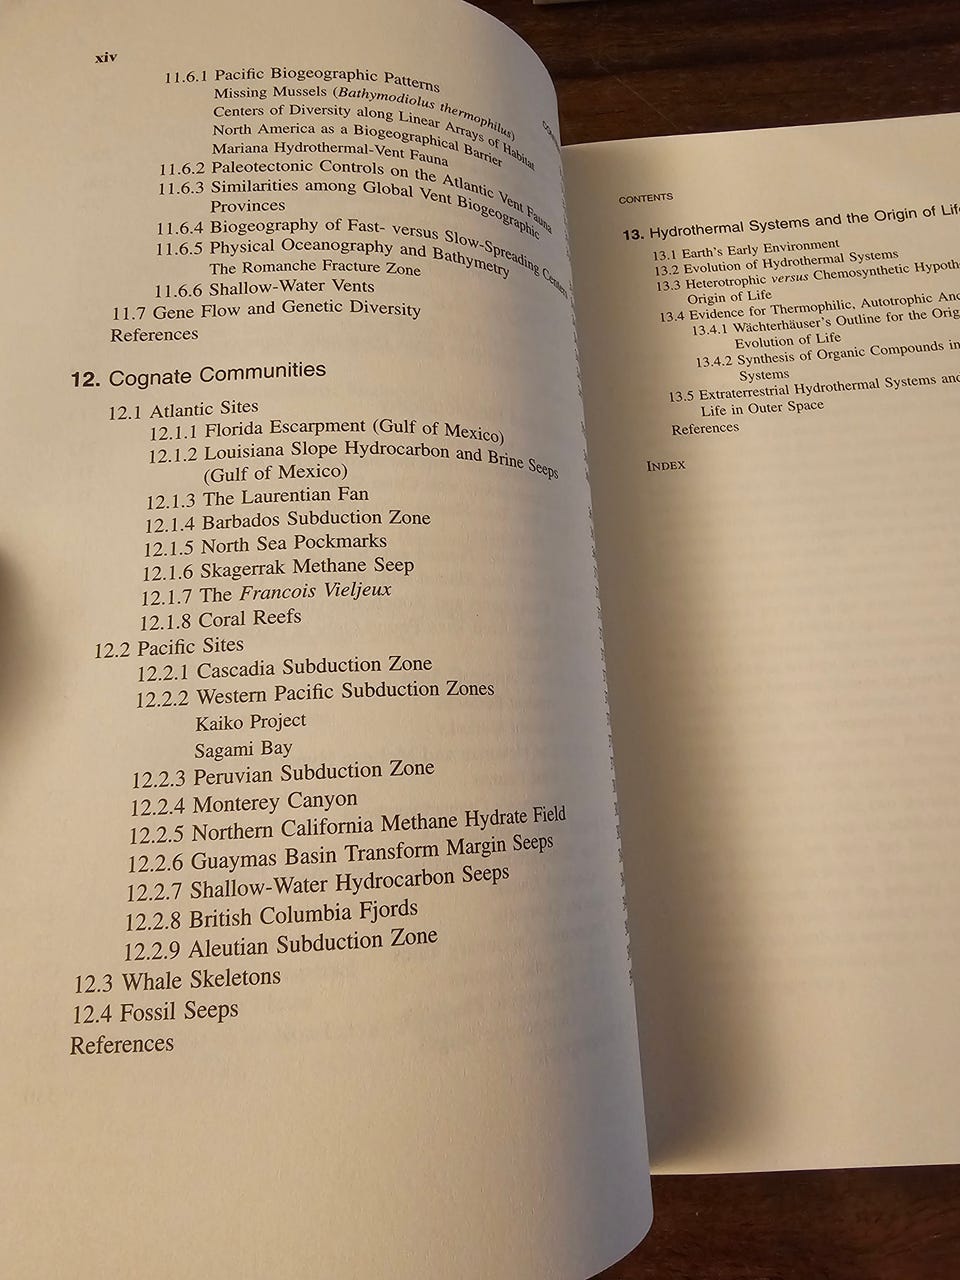 xiv
11.6.1 Pacific Biogeographic Patterns
Missing Mussels (Bathymodiolus thermophilus)
Centers of Diversity along Linear Arrays of Habitat
North America as a Biogeographical Barrier
Mariana Hydrothermal-Vent Fauna
11.6.2 Paleotectonic Controls on the Atlantic Vent Fauna
11.6.3 Similarities among Global Vent Biogeographic
Provinces
11.6.4 Biogeography of Fast- versus Slow-Spreading Centers
11.6.5 Physical Oceanography and Bathymetry
The Romanche Fracture Zone
11.6.6 Shallow-Water Vents
11.7 Gene Flow and Genetic Diversity
References
12. Cognate Communities
12.1 Atlantic Sites
12.1.1 Florida Escarpment (Gulf of Mexico)
12.1.2 Louisiana Slope Hydrocarbon and Brine Seeps
(Gulf of Mexico)
12.1.3 The Laurentian Fan
12.1.4 Barbados Subduction Zone
12.1.5 North Sea Pockmarks
12.1.6 Skagerrak Methane Seep
12.1.7 The Francois Vieljeux
12.1.8 Coral Reefs
12.2 Pacific Sites
12.2.1 Cascadia Subduction Zone
12.2.2 Western Pacific Subduction Zones
Kaiko Project
Sagami Bay
12.2.3 Peruvian Subduction Zone
12.2.4 Monterey Canyon
12.2.5 Northern California Methane Hydrate Field
12.2.6 Guaymas Basin Transform Margin Seeps
12.2.7 Shallow-Water Hydrocarbon Seeps
12.2.8 British Columbia Fjords
12.2.9 Aleutian Subduction Zone
12.3 Whale Skeletons
12.4 Fossil Seeps
References
CONTENTS
13. Hydrothermal Systems and the Origin of Life
13.1 Earth's Early Environment
13.2 Evolution of Hydrothermal Systems
13.3 Heterotrophic versus Chemosynthetic Hypoth
Origin of Life
13.4 Evidence for Thermophilic, Autotrophic Anc
13.4.1 Wächterhäuser's Outline for the Orig
Evolution of Life
13.4.2 Synthesis of Organic Compounds in
Systems
13.5 Extraterrestrial Hydrothermal Systems and
Life in Outer Space
References
INDEX